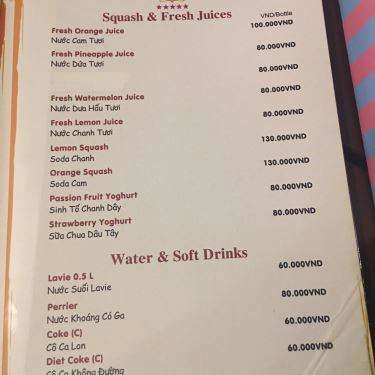 Squash & Fresh Juices
VND/Bottle
Fresh Orange Juice 100.000VND
Nước Cam Tươi
Fresh Pineapple Juice 80.000VND
Nước Dứa Tươi
80.000VND
Fresh Watermelon Juice 80.000VND
Nước Dưa Hấu Tươi
Fresh Lemon Juice 80.000VND
Nước Chanh Tươi
Lemon Squash 130.000VND
Soda Chanh
Orange Squash 130.000VND
Soda Cam
Passion Fruit Yoghurt 80.000VND
Sinh Tố Chanh Dây
Strawberry Yoghurt 80.000VND
Sữa Chua Dâu Tây
Water & Soft Drinks
Lavie 0.5 L 60.000VND
Nước Suối Lavie
Perrier 80.000VND
Nước Khoáng Có Ga
Coke (C) 60.000VND
Cô Ca Lon
Diet Coke (C) 60.000VND
Cô Ca Không Đường